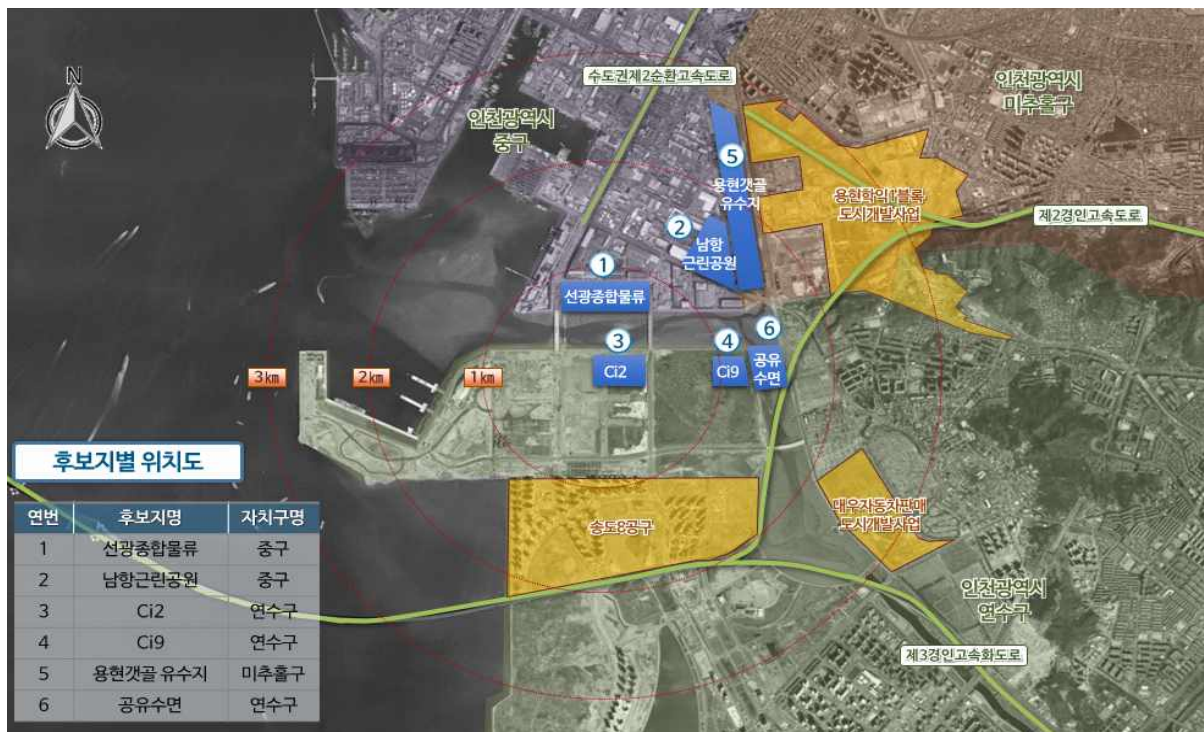 N
수도권제2순환고속도로
인천광역시
미추홀구
인천광역시
중구
5
용현갯골
유수지
용현학익1블록
도시개발사업
제2경인고속도로
2
남항
근린공원
1
선광종합물류
3
Ci2
4
Ci9
6
공유
수면
3㎞
2㎞
1㎞
후보지별 위치도
연번 후보지명 자치구명
1 선광종합물류 중구
2 남항근린공원 중구
3 Ci2 연수구
4 Ci9 연수구
5 용현갯골 유수지 미추홀구
6 공유수면 연수구
송도8공구
대우자동차판매
도시개발사업
인천광역시
연수구
제3경인고속화도로